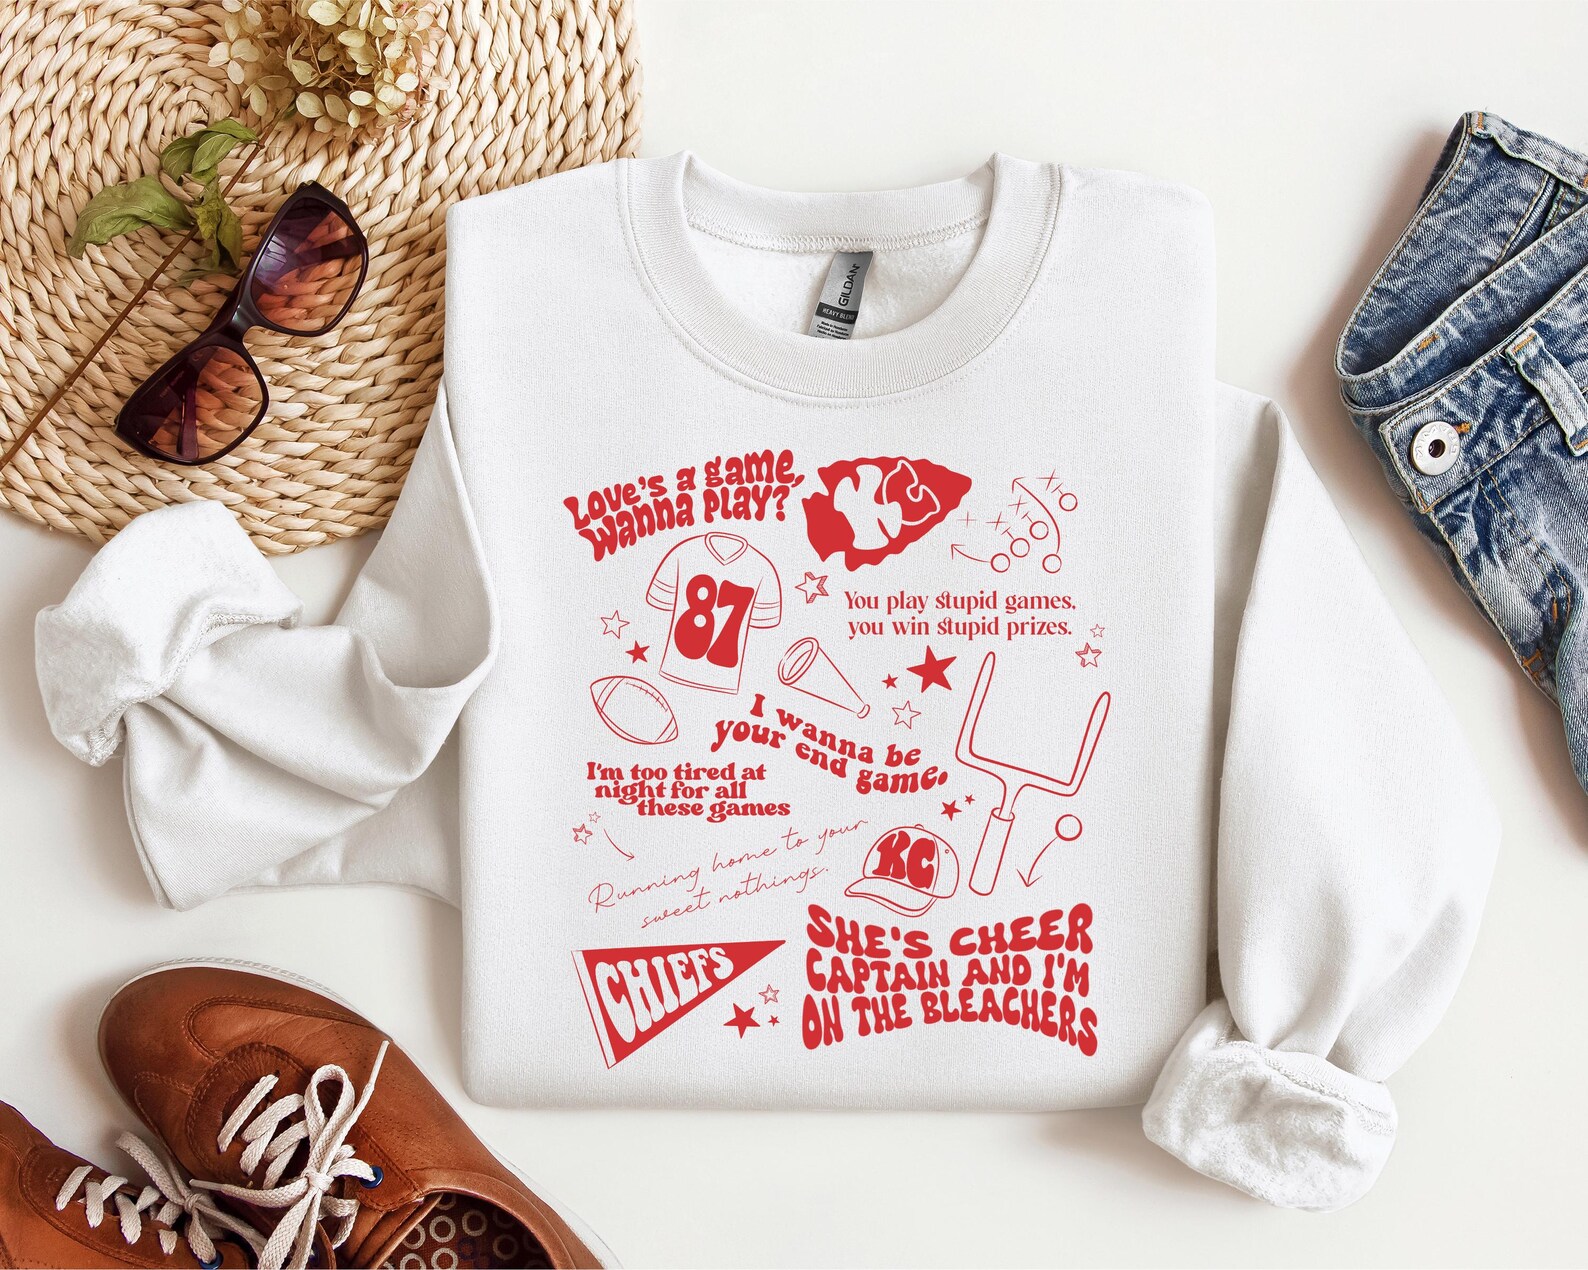 GILDAN
HEAVY BLEND
Love's a game,
wanna play?
KC
87
You play stupid games,
you win stupid prizes.
I wanna be
your end game.
I'm too tired at
night for all
these games
Running home to your
sweet nothings.
KC
CHIEFS
SHE'S CHEER
CAPTAIN AND I'M
ON THE BLEACHERS